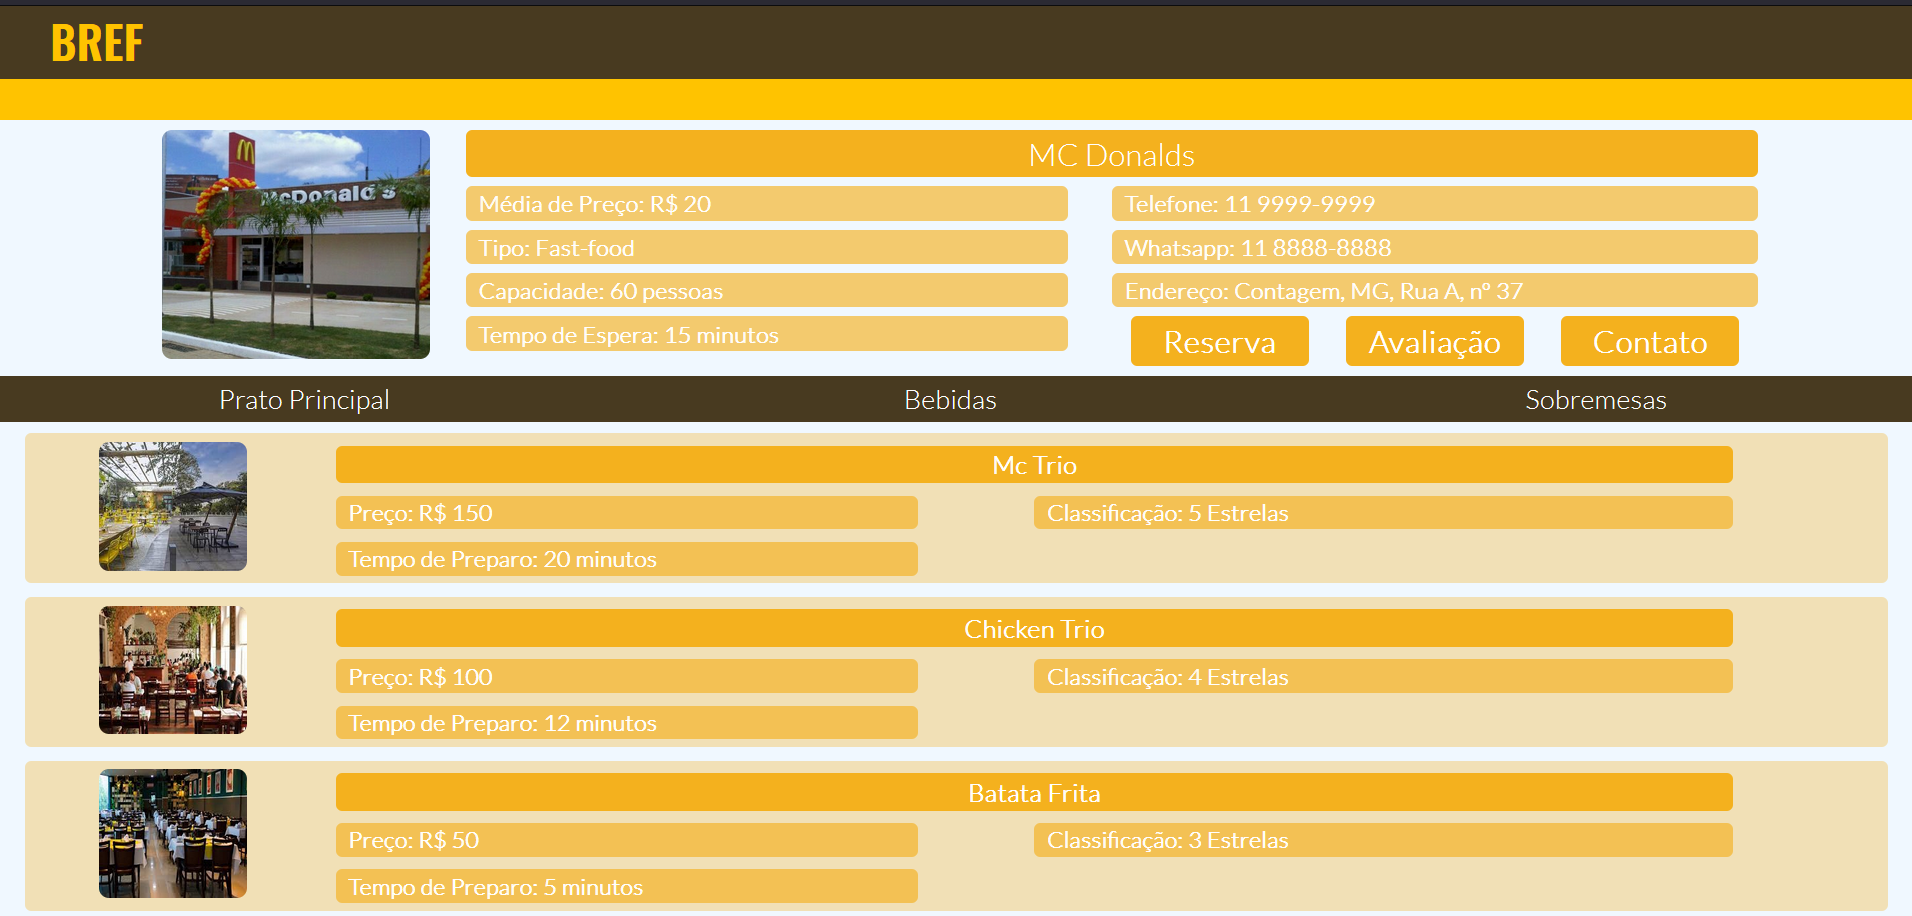 BREF
McDonald's
MC Donalds
Média de Preço: R$ 20
Telefone: 11 9999-9999
Tipo: Fast-food
Whatsapp: 11 8888-8888
Capacidade: 60 pessoas
Endereço: Contagem, MG, Rua A, nº 37
Tempo de Espera: 15 minutos
Reserva
Avaliação
Contato
Prato Principal
Bebidas
Sobremesas
Mc Trio
Preço: R$ 150
Classificação: 5 Estrelas
Tempo de Preparo: 20 minutos
Chicken Trio
Preço: R$ 100
Classificação: 4 Estrelas
Tempo de Preparo: 12 minutos
Batata Frita
Preço: R$ 50
Classificação: 3 Estrelas
Tempo de Preparo: 5 minutos